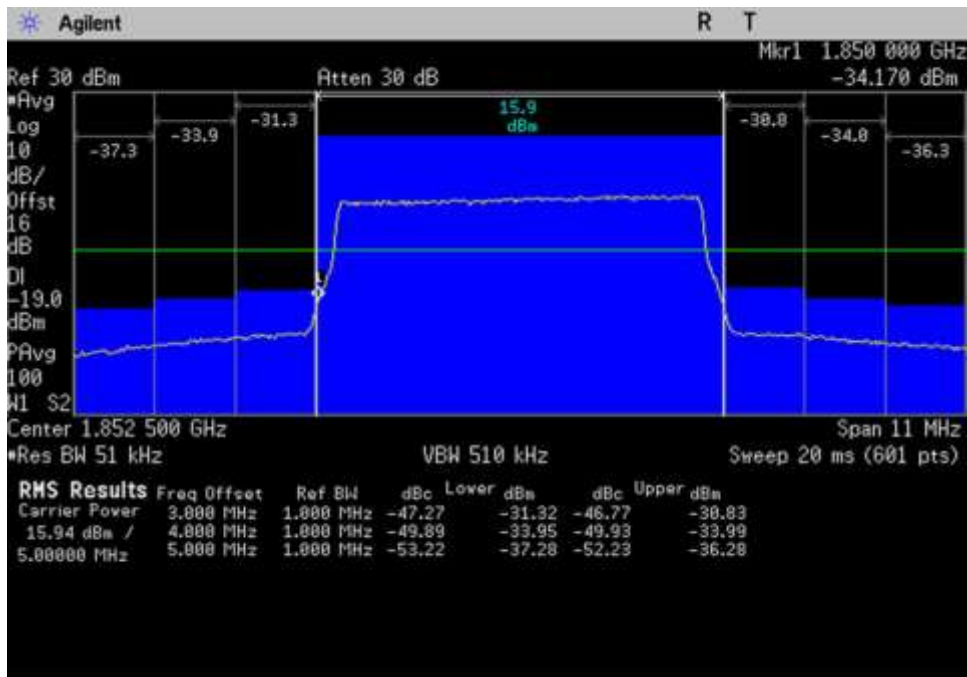 Agilent R T
Mkr1 1.850 000 GHz
Ref 30 dBm Atten 30 dB -34.170 dBm
#Avg
Log
10
dB/
Offst
16
dB
DI
-19.0
dBm
PAvg
100
W1 S2
-37.3 -33.9 -31.3 15.9 dBm -30.8 -34.0 -36.3
1
Center 1.852 500 GHz Span 11 MHz
#Res BW 51 kHz VBW 510 kHz Sweep 20 ms (601 pts)
RMS Results Freq Offset Ref BW dBc Lower dBm dBc Upper dBm
Carrier Power 3.000 MHz 1.000 MHz -47.27 -31.32 -46.77 -30.83
15.94 dBm / 4.000 MHz 1.000 MHz -49.89 -33.95 -49.93 -33.99
5.00000 MHz 5.000 MHz 1.000 MHz -53.22 -37.28 -52.23 -36.28